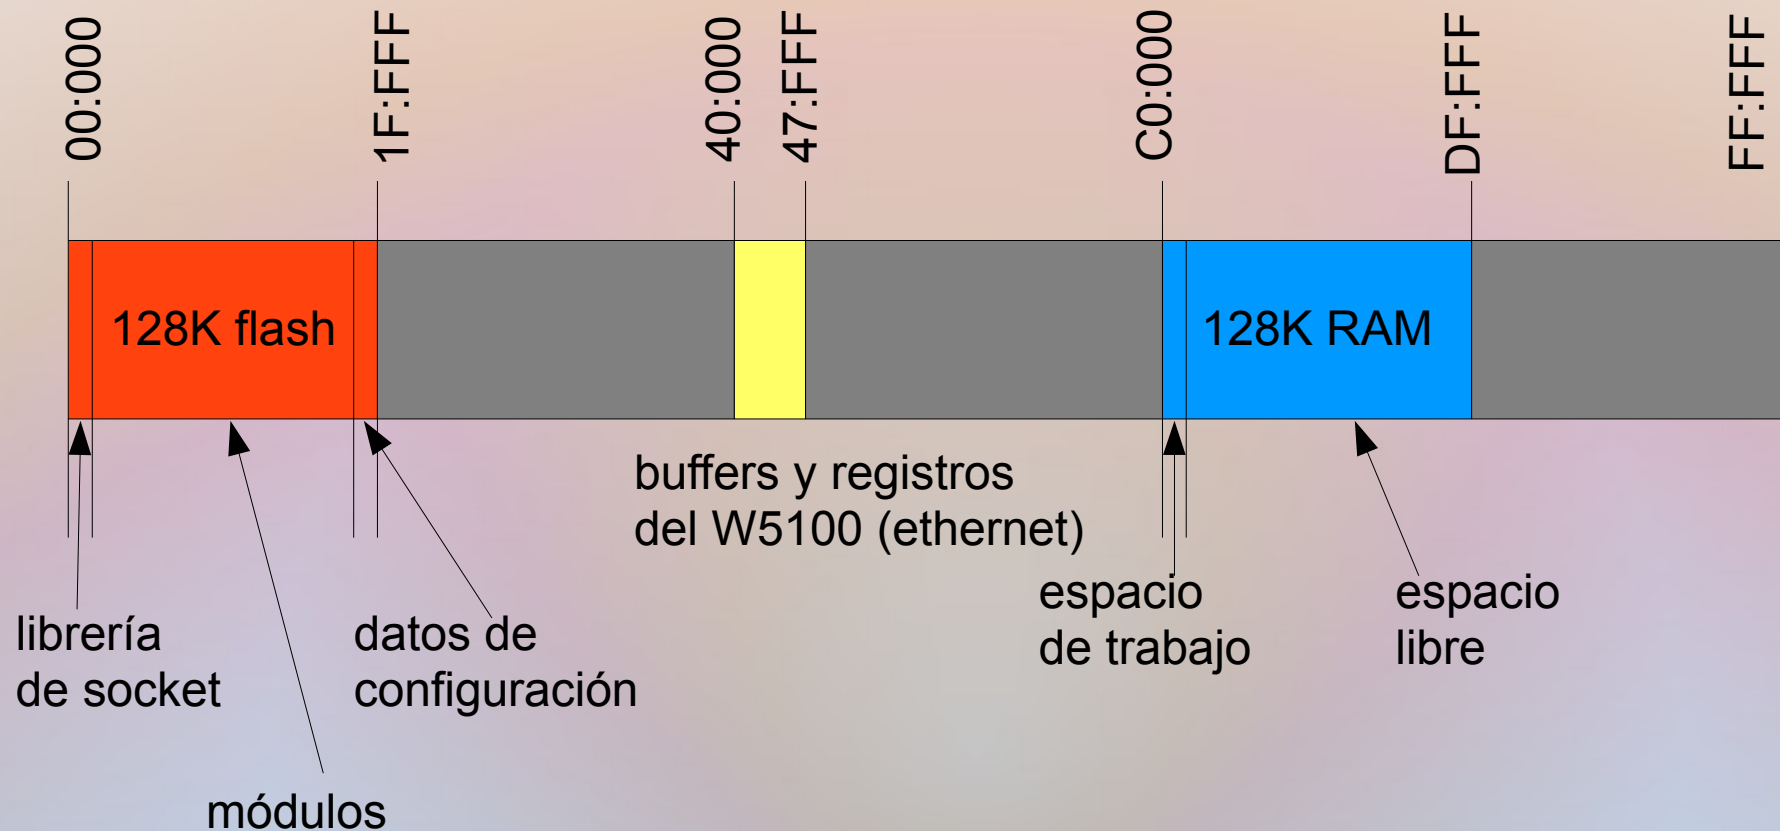 00:000
1F:FFF
40:000
47:FFF
C0:000
DF:FFF
FF:FFF
128K flash
128K RAM
buffers y registros
del W5100 (ethernet)
librería
de socket
datos de
configuración
espacio
de trabajo
espacio
libre
módulos